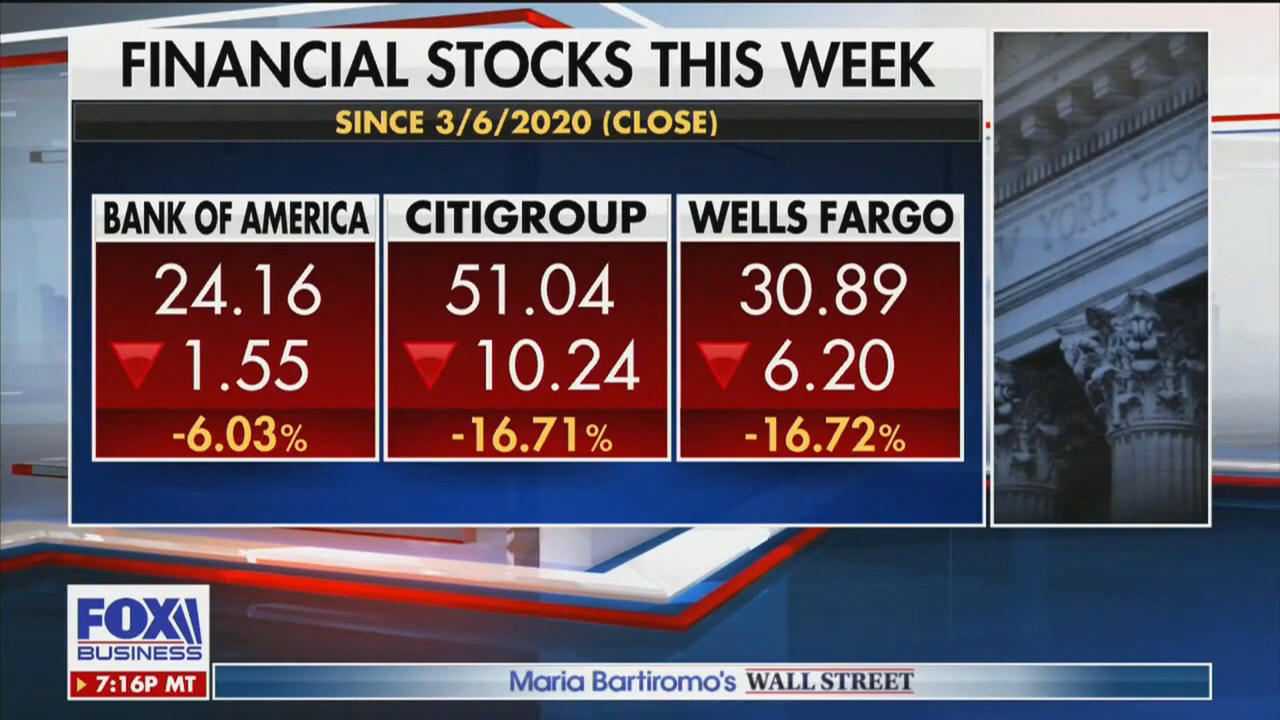 FINANCIAL STOCKS THIS WEEK
SINCE 3/6/2020 (CLOSE)
BANK OF AMERICA
24.16
▼ 1.55
-6.03%
CITIGROUP
51.04
▼ 10.24
-16.71%
WELLS FARGO
30.89
▼ 6.20
-16.72%
YORK STO
FOX
BUSINESS
7:16P MT
Maria Bartiromo's WALL STREET